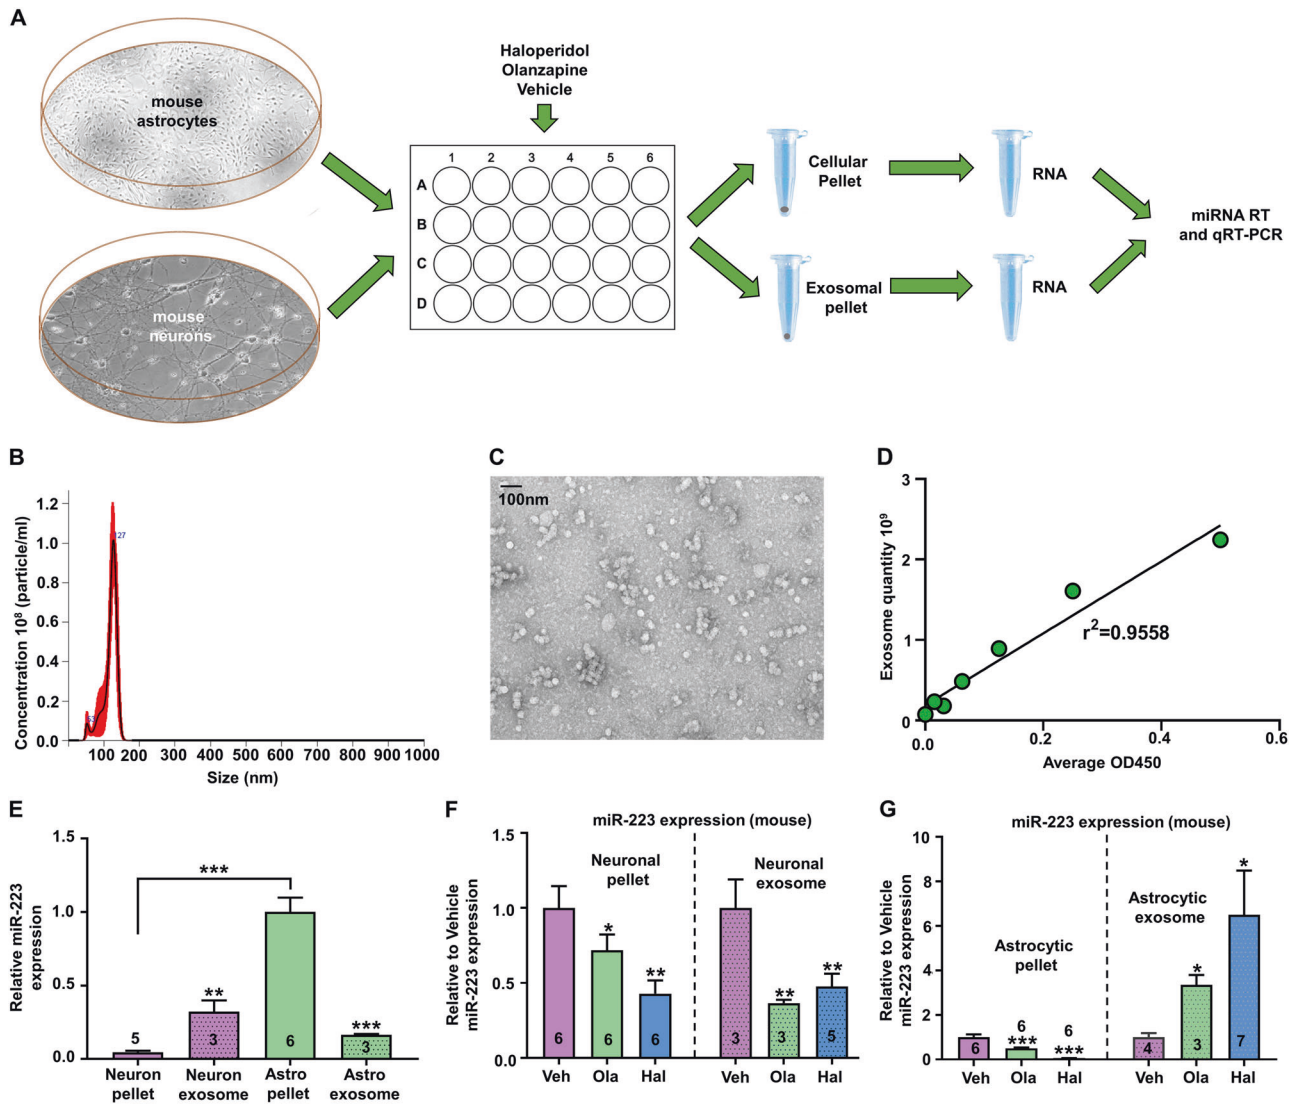 A
mouse
astrocytes
mouse
neurons
Haloperidol
Olanzapine
Vehicle
1 2 3 4 5 6
A
B
C
D
Cellular
Pellet
RNA
Exosomal
pellet
RNA
miRNA RT
and qRT-PCR
B
Concentration 10⁸ (particle/ml)
1.2
1.0
0.8
0.6
0.4
0.2
0.0
127
53
100 200 300 400 500 600 700 800 900 1000
Size (nm)
C
100nm
D
Exosome quantity 10⁹
3
2
1
0
r²=0.9558
0.0 0.2 0.4 0.6
Average OD450
E
Relative miR-223
expression
1.5
1.0
0.5
0.0
***
**
***
5 3 6 3
Neuron
pellet
Neuron
exosome
Astro
pellet
Astro
exosome
F
miR-223 expression (mouse)
Relative to Vehicle
miR-223 expression
1.5
1.0
0.5
0.0
Neuronal
pellet
Neuronal
exosome
* ** ** **
6 6 6 3 3 5
Veh Ola Hal Veh Ola Hal
G
miR-223 expression (mouse)
Relative to Vehicle
miR-223 expression
10
8
6
4
2
0
Astrocytic
pellet
Astrocytic
exosome
*** *** * *
6 6 6 4 3 7
Veh Ola Hal Veh Ola Hal